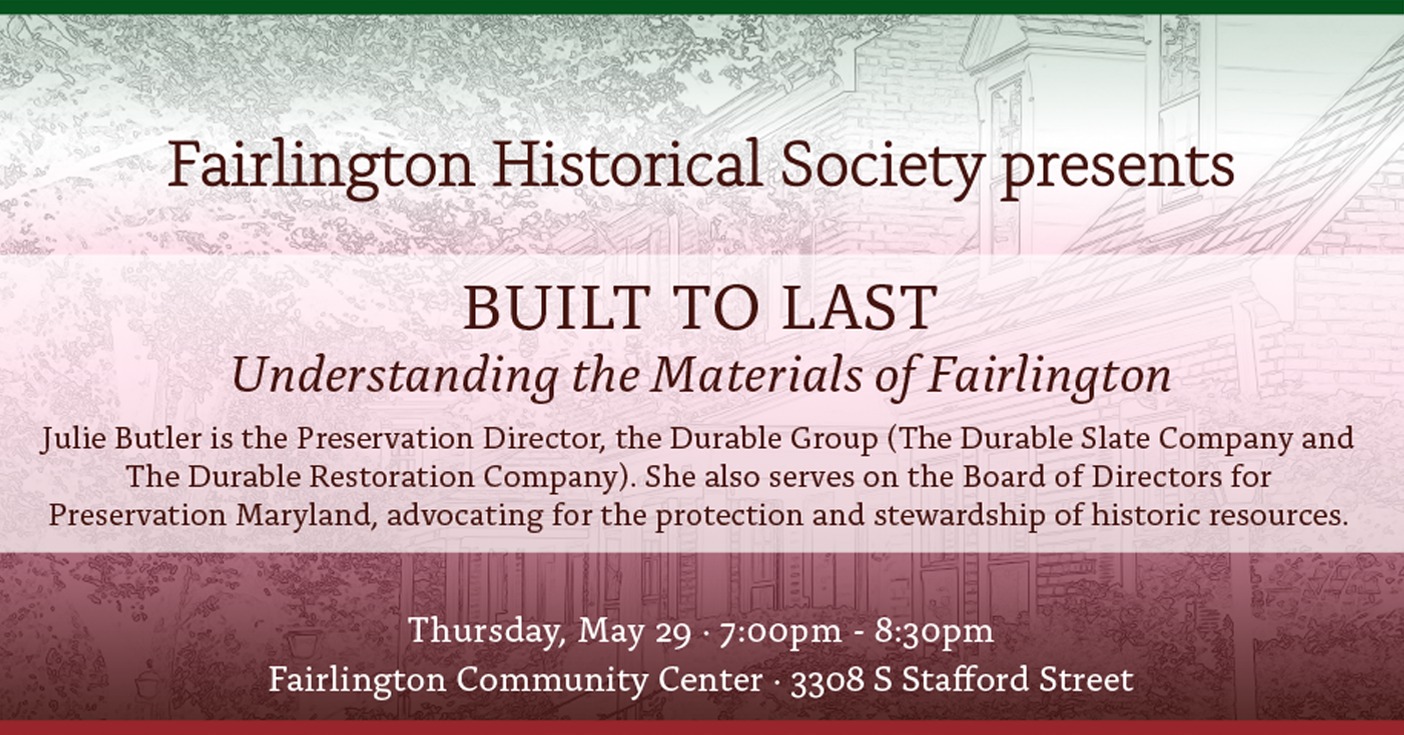 Fairlington Historical Society presents
BUILT TO LAST
Understanding the Materials of Fairlington
Julie Butler is the Preservation Director, the Durable Group (The Durable Slate Company and
The Durable Restoration Company). She also serves on the Board of Directors for
Preservation Maryland, advocating for the protection and stewardship of historic resources.
Thursday, May 29 · 7:00pm - 8:30pm
Fairlington Community Center · 3308 S Stafford Street